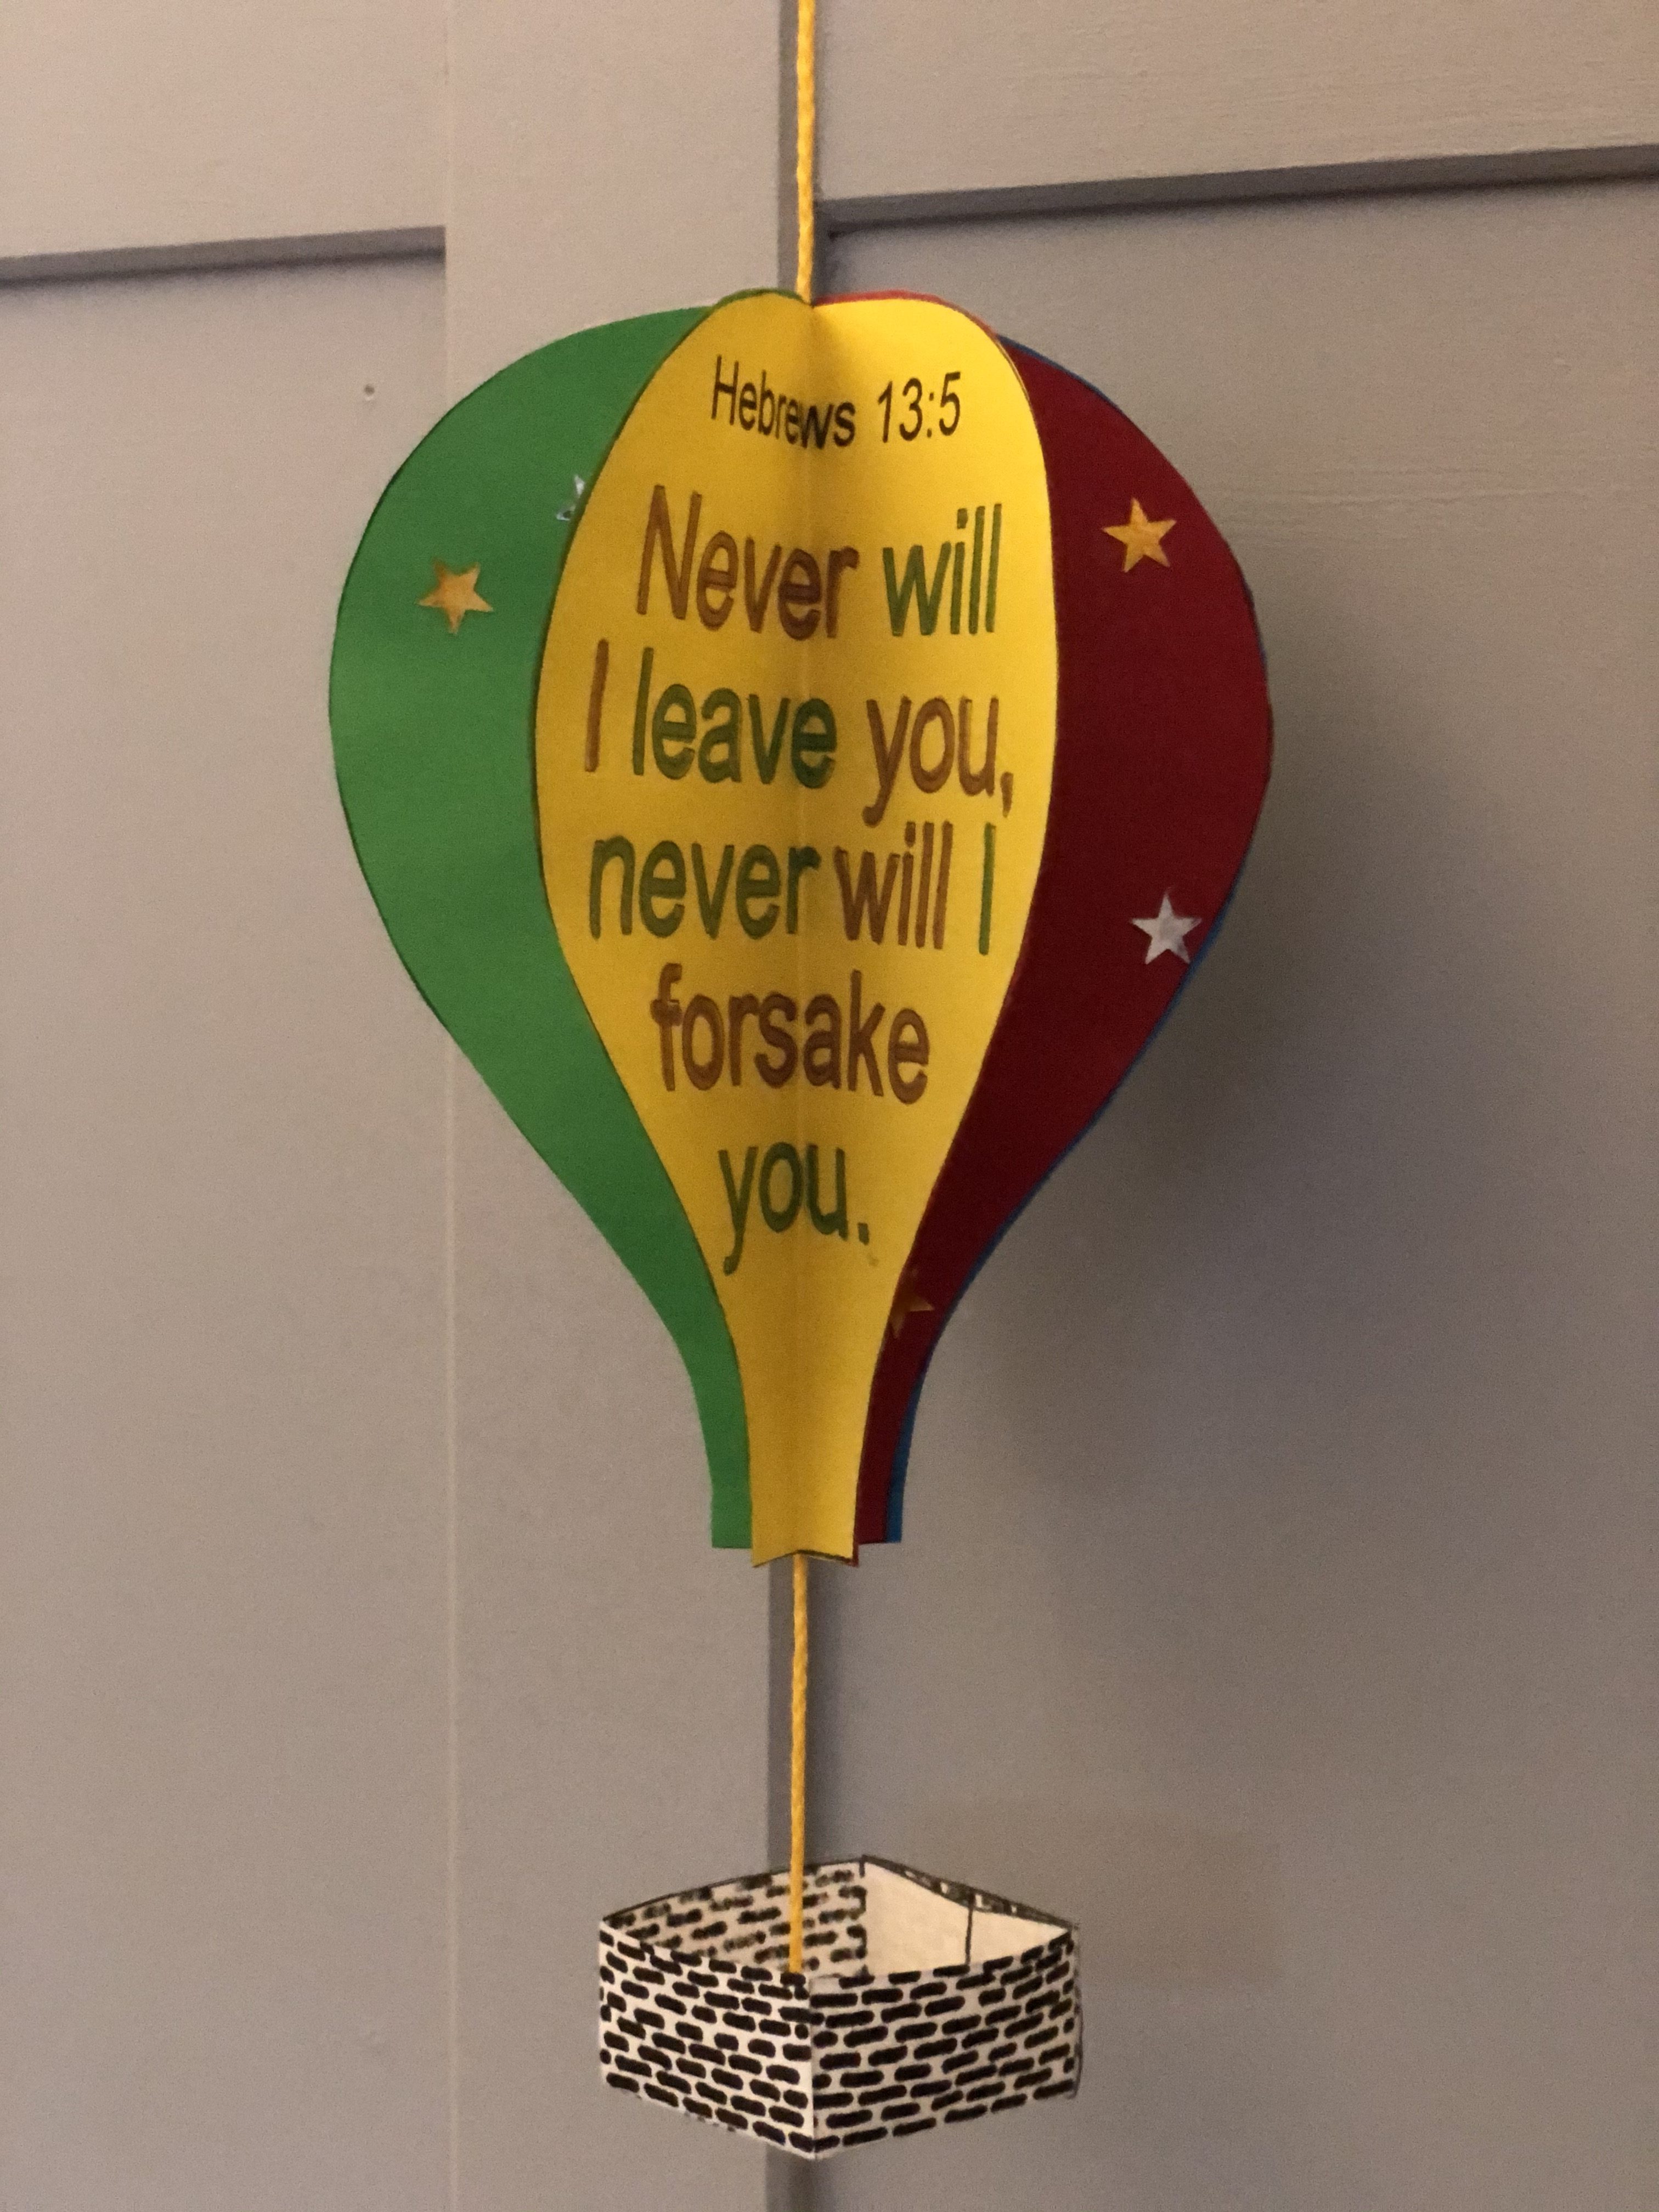 Hebrews 13:5
Never will
I leave you,
never will I
forsake
you.